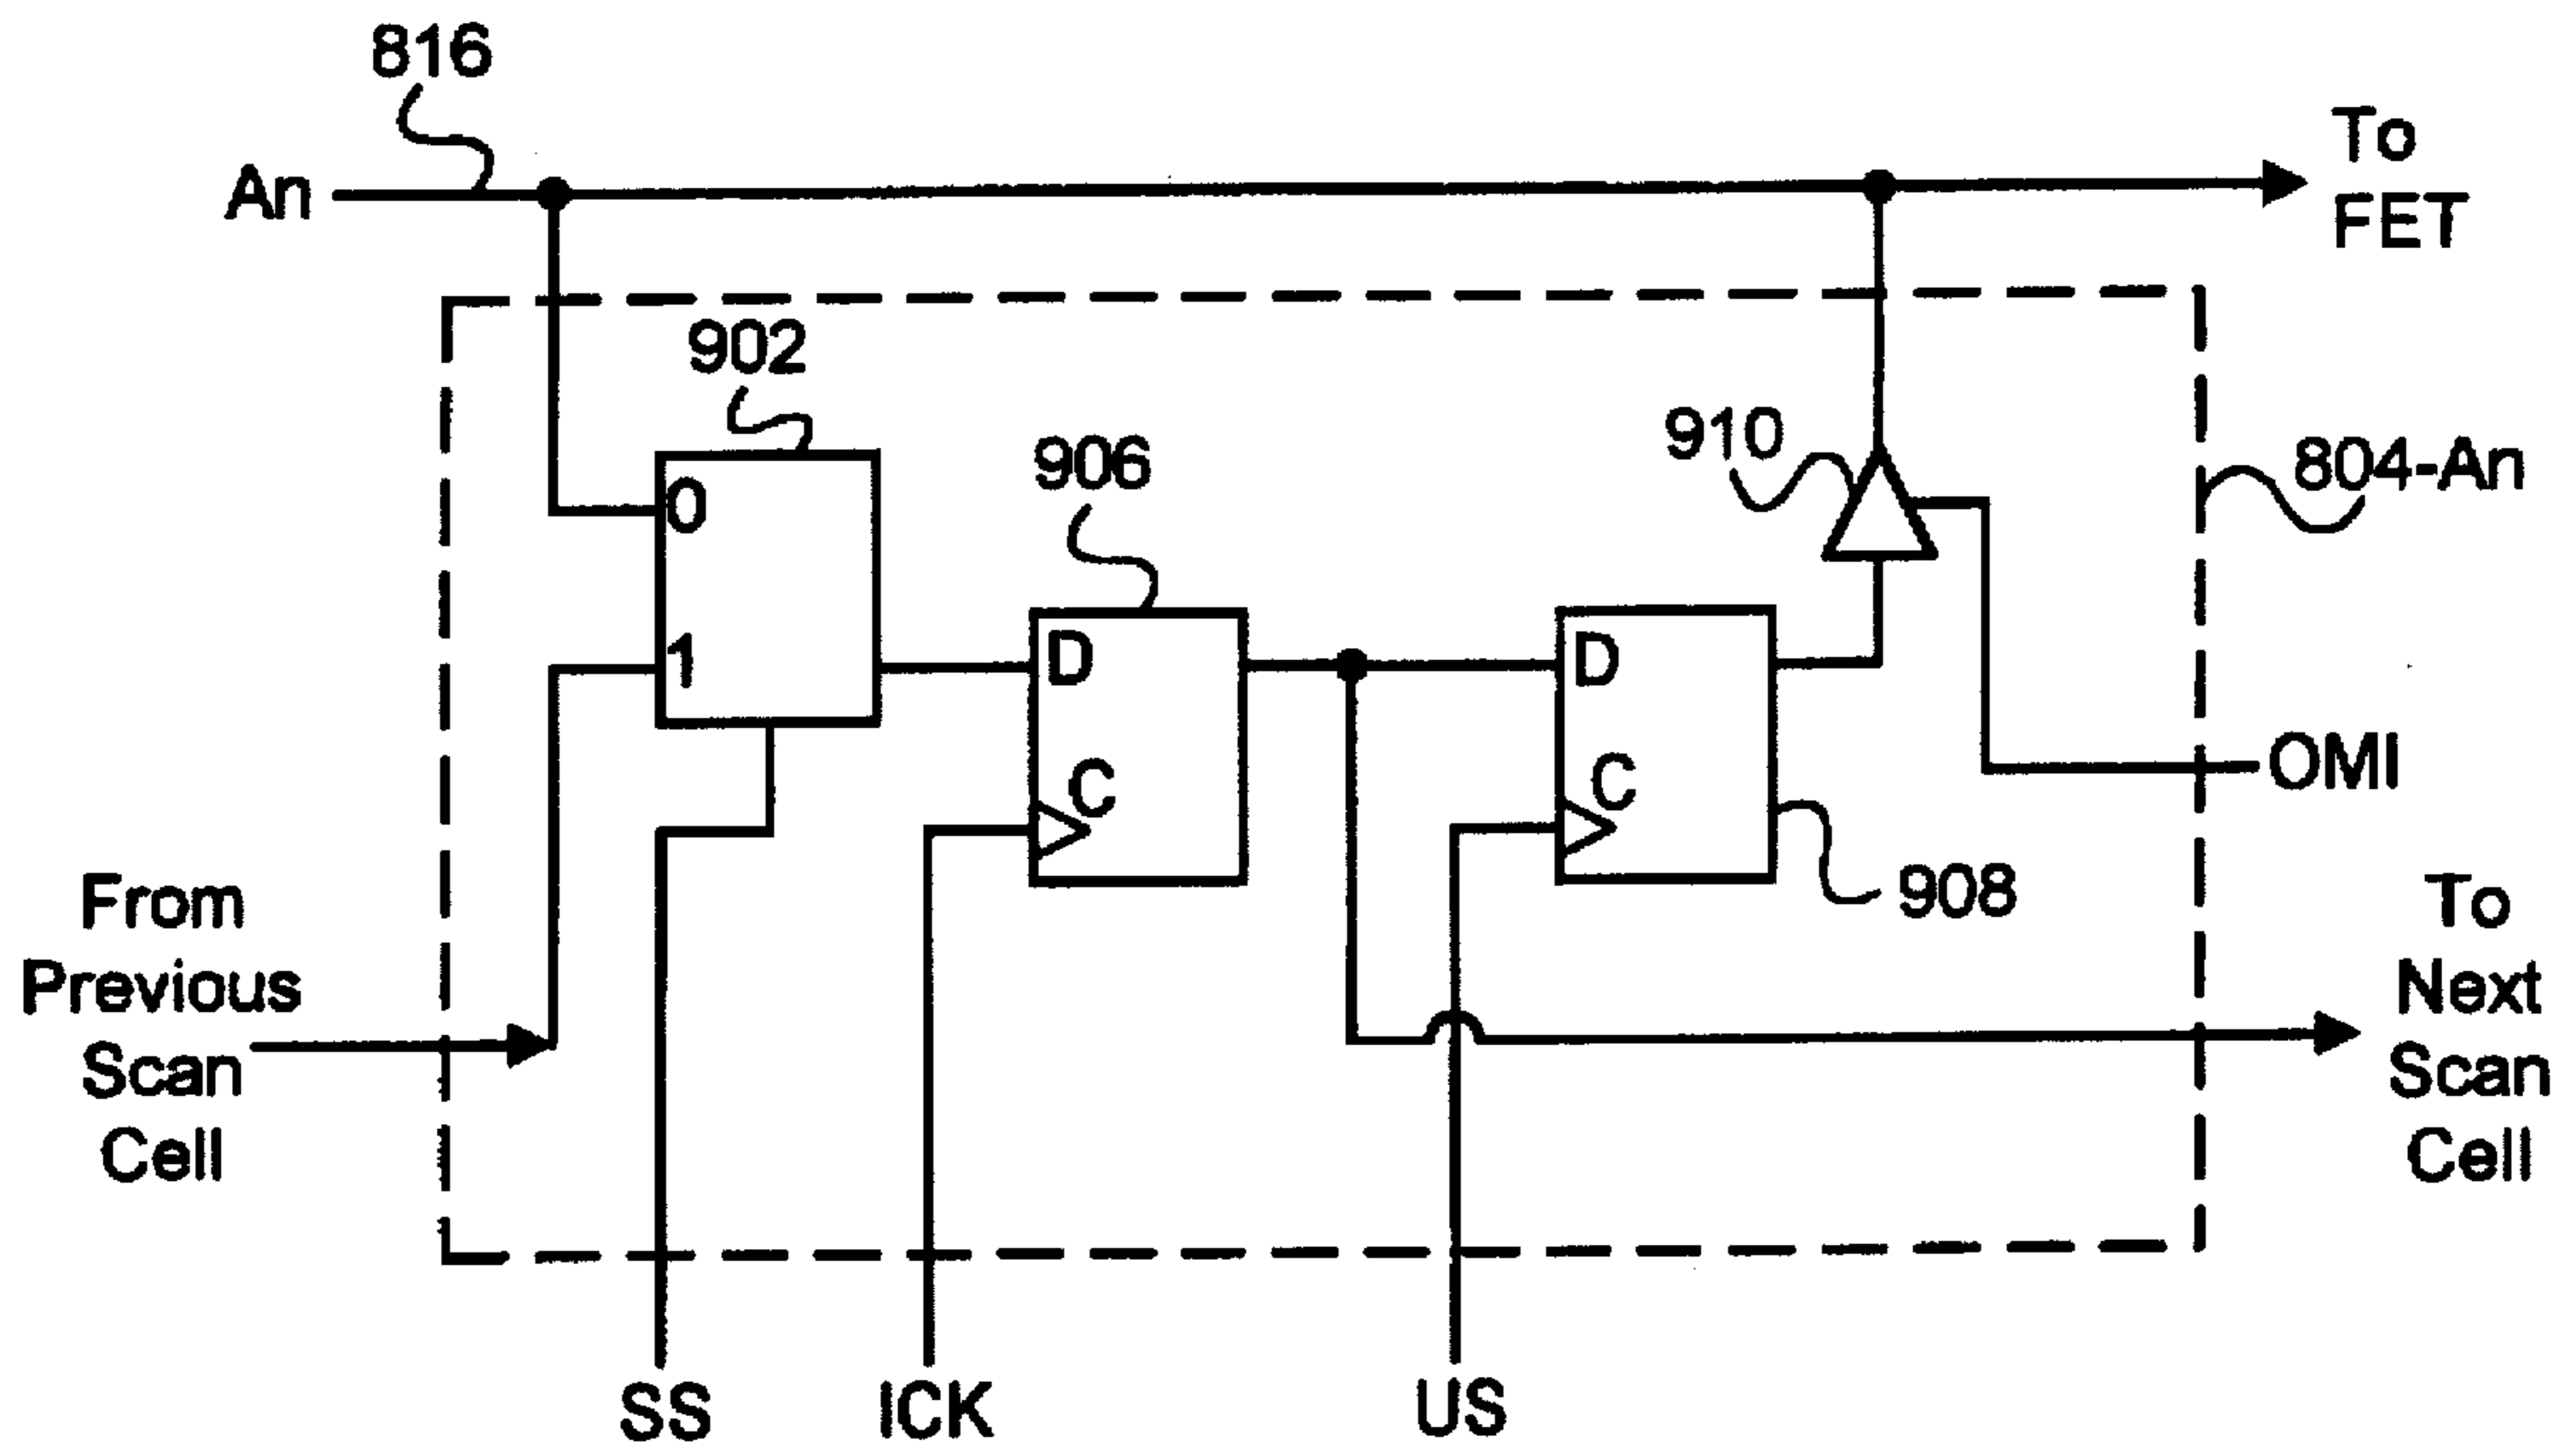 816
An
To
FET
902
0
1
906
D
C
910
804-An
D
C
908
OMI
From
Previous
Scan
Cell
To
Next
Scan
Cell
SS
ICK
US